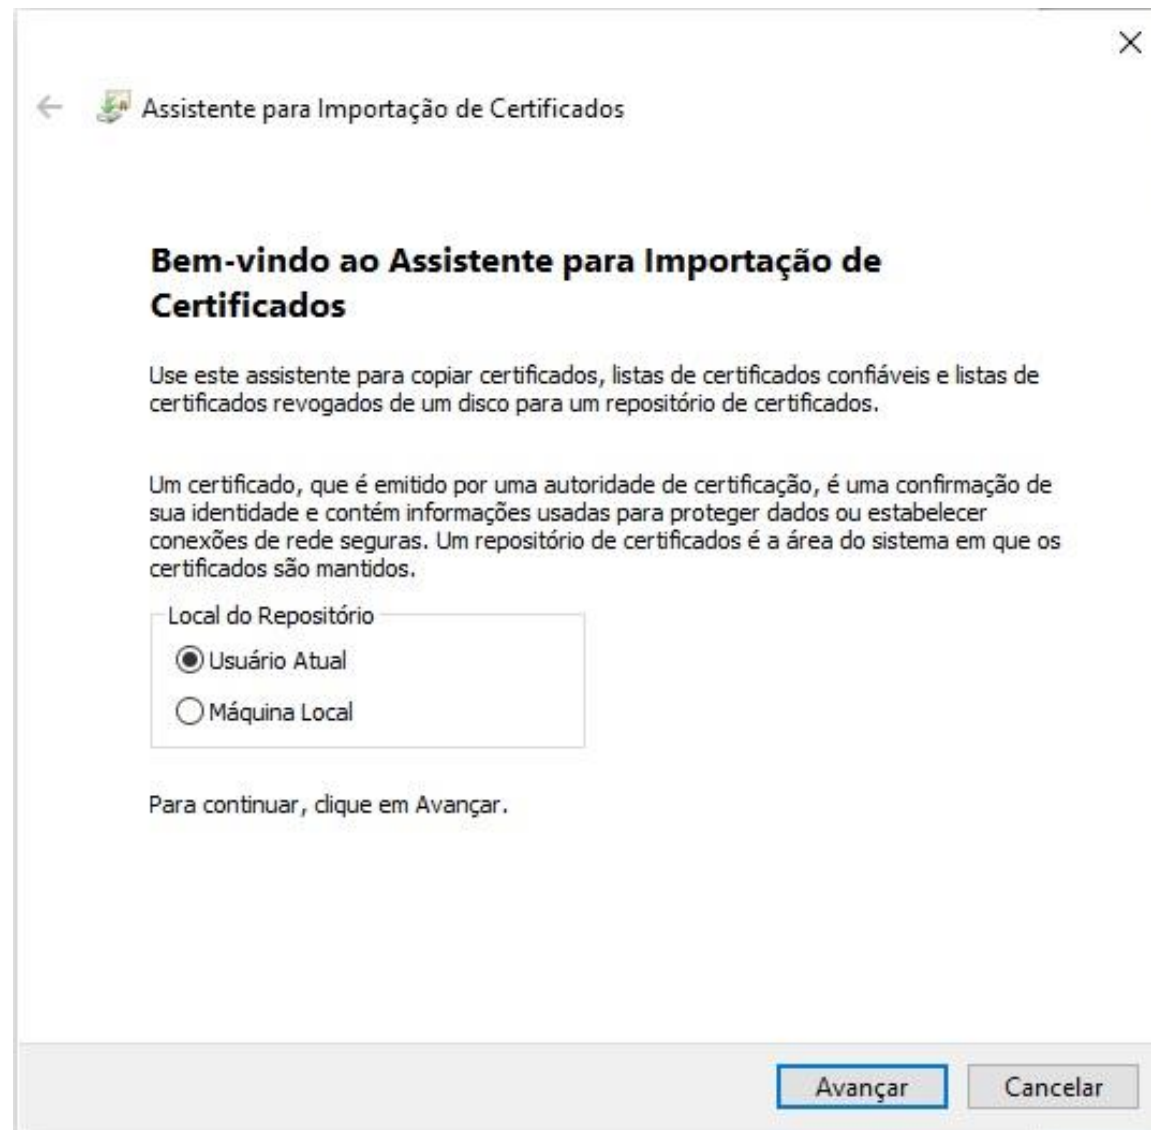 Assistente para Importação de Certificados
Bem-vindo ao Assistente para Importação de
Certificados
Use este assistente para copiar certificados, listas de certificados confiáveis e listas de
certificados revogados de um disco para um repositório de certificados.
Um certificado, que é emitido por uma autoridade de certificação, é uma confirmação de
sua identidade e contém informações usadas para proteger dados ou estabelecer
conexões de rede seguras. Um repositório de certificados é a área do sistema em que os
certificados são mantidos.
Local do Repositório
Usuário Atual
Máquina Local
Para continuar, clique em Avançar.
Avançar
Cancelar